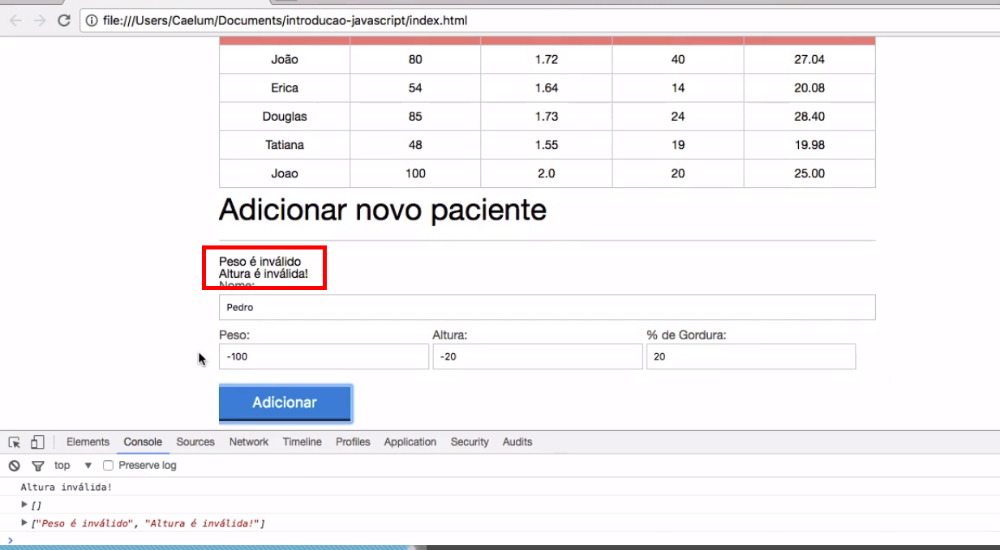 file:///Users/Caelum/Documents/introducao-javascript/index.html
João 80 1.72 40 27.04
Erica 54 1.64 14 20.08
Douglas 85 1.73 24 28.40
Tatiana 48 1.55 19 19.98
Joao 100 2.0 20 25.00
Adicionar novo paciente
Peso é inválido
Altura é inválida!
Nome:
Pedro
Peso: Altura: % de Gordura:
-100 -20 20
Adicionar
Elements Console Sources Network Timeline Profiles Application Security Audits
top Preserve log
Altura inválida!
[]
["Peso é inválido", "Altura é inválida!"]